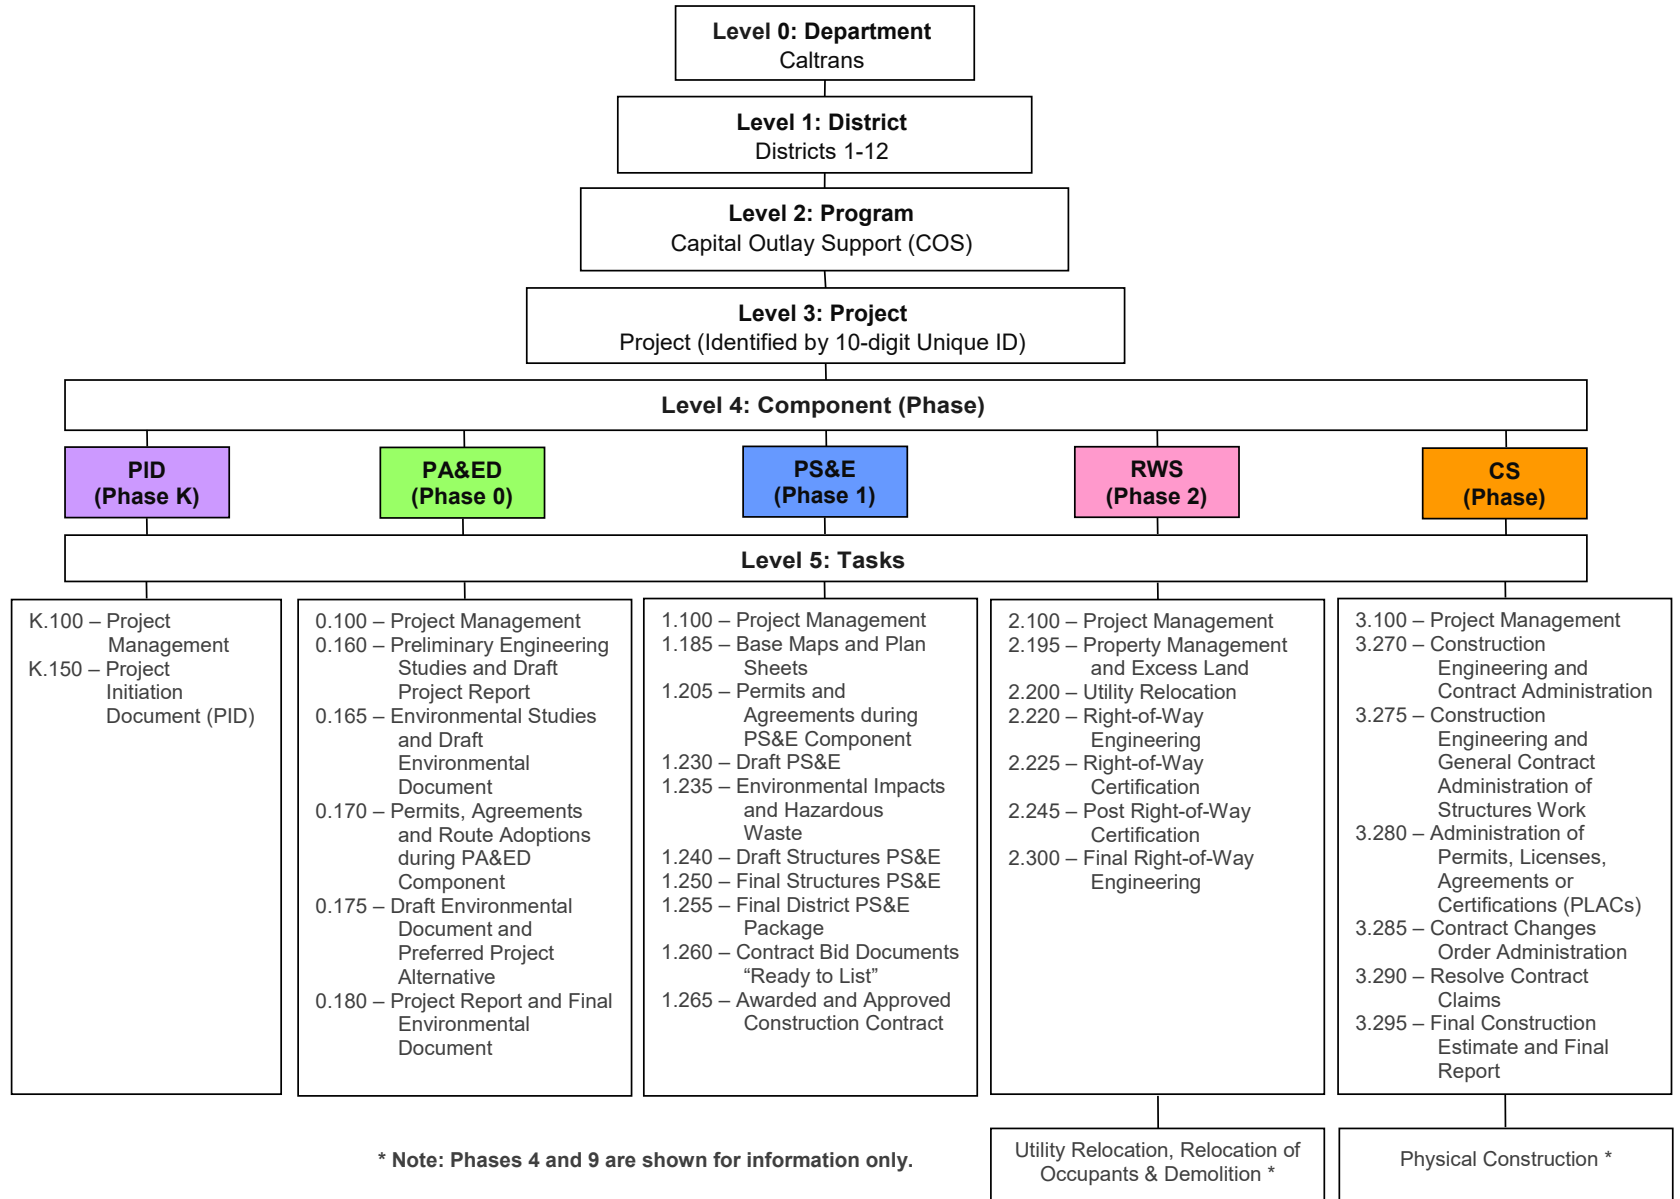 Level 0: Department
Caltrans
Level 1: District
Districts 1-12
Level 2: Program
Capital Outlay Support (COS)
Level 3: Project
Project (Identified by 10-digit Unique ID)
Level 4: Component (Phase)
PID
(Phase K)
PA&ED
(Phase 0)
PS&E
(Phase 1)
RWS
(Phase 2)
CS
(Phase)
Level 5: Tasks
K.100 – Project
Management
K.150 – Project
Initiation
Document (PID)
0.100 – Project Management
0.160 – Preliminary Engineering
Studies and Draft
Project Report
0.165 – Environmental Studies
and Draft
Environmental
Document
0.170 – Permits, Agreements
and Route Adoptions
during PA&ED
Component
0.175 – Draft Environmental
Document and
Preferred Project
Alternative
0.180 – Project Report and Final
Environmental
Document
1.100 – Project Management
1.185 – Base Maps and Plan
Sheets
1.205 – Permits and
Agreements during
PS&E Component
1.230 – Draft PS&E
1.235 – Environmental Impacts
and Hazardous
Waste
1.240 – Draft Structures PS&E
1.250 – Final Structures PS&E
1.255 – Final District PS&E
Package
1.260 – Contract Bid Documents
“Ready to List”
1.265 – Awarded and Approved
Construction Contract
2.100 – Project Management
2.195 – Property Management
and Excess Land
2.200 – Utility Relocation
2.220 – Right-of-Way
Engineering
2.225 – Right-of-Way
Certification
2.245 – Post Right-of-Way
Certification
2.300 – Final Right-of-Way
Engineering
3.100 – Project Management
3.270 – Construction
Engineering and
Contract Administration
3.275 – Construction
Engineering and
General Contract
Administration of
Structures Work
3.280 – Administration of
Permits, Licenses,
Agreements or
Certifications (PLACs)
3.285 – Contract Changes
Order Administration
3.290 – Resolve Contract
Claims
3.295 – Final Construction
Estimate and Final
Report
* Note: Phases 4 and 9 are shown for information only.
Utility Relocation, Relocation of
Occupants & Demolition *
Physical Construction *